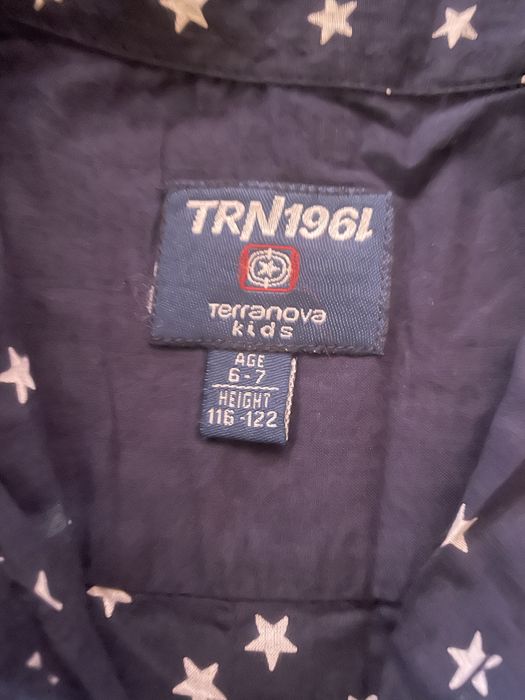 TRN1961
Terranova
kids
AGE
6-7
HEIGHT
116-122